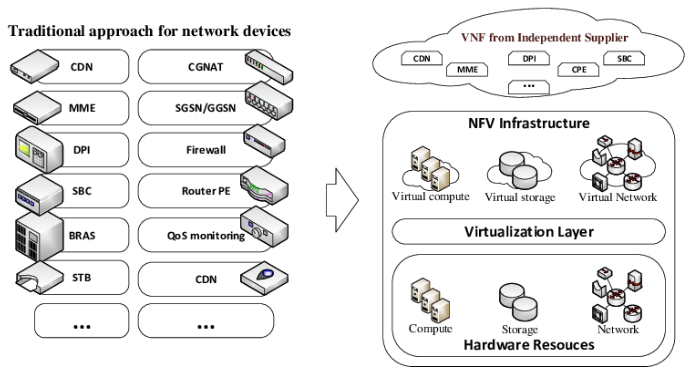 Traditional approach for network devices
CDN
CGNAT
MME
SGSN/GGSN
DPI
Firewall
SBC
Router PE
BRAS
QoS monitoring
STB
CDN
...
...
VNF from Independent Supplier
CDN
MME
DPI
CPE
SBC
...
NFV Infrastructure
Virtual compute
Virtual storage
Virtual Network
Virtualization Layer
Compute
Storage
Network
Hardware Resouces